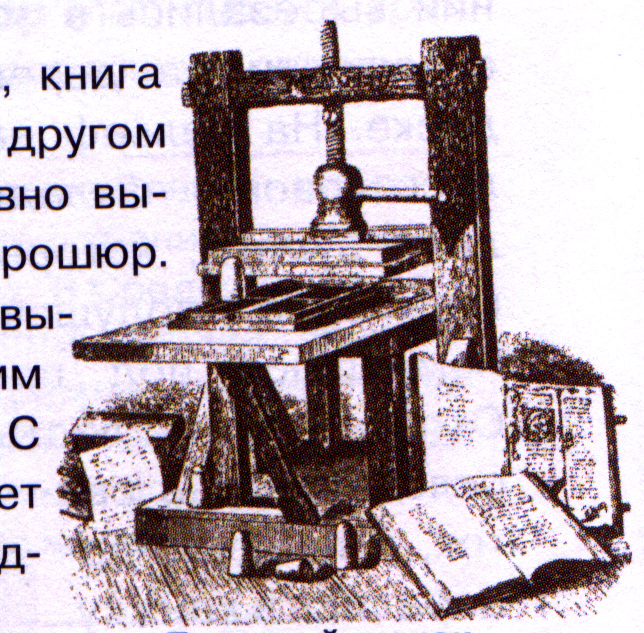 , книга
другом
вно вы-
рошюр.
вы-
им
С
ет
д-